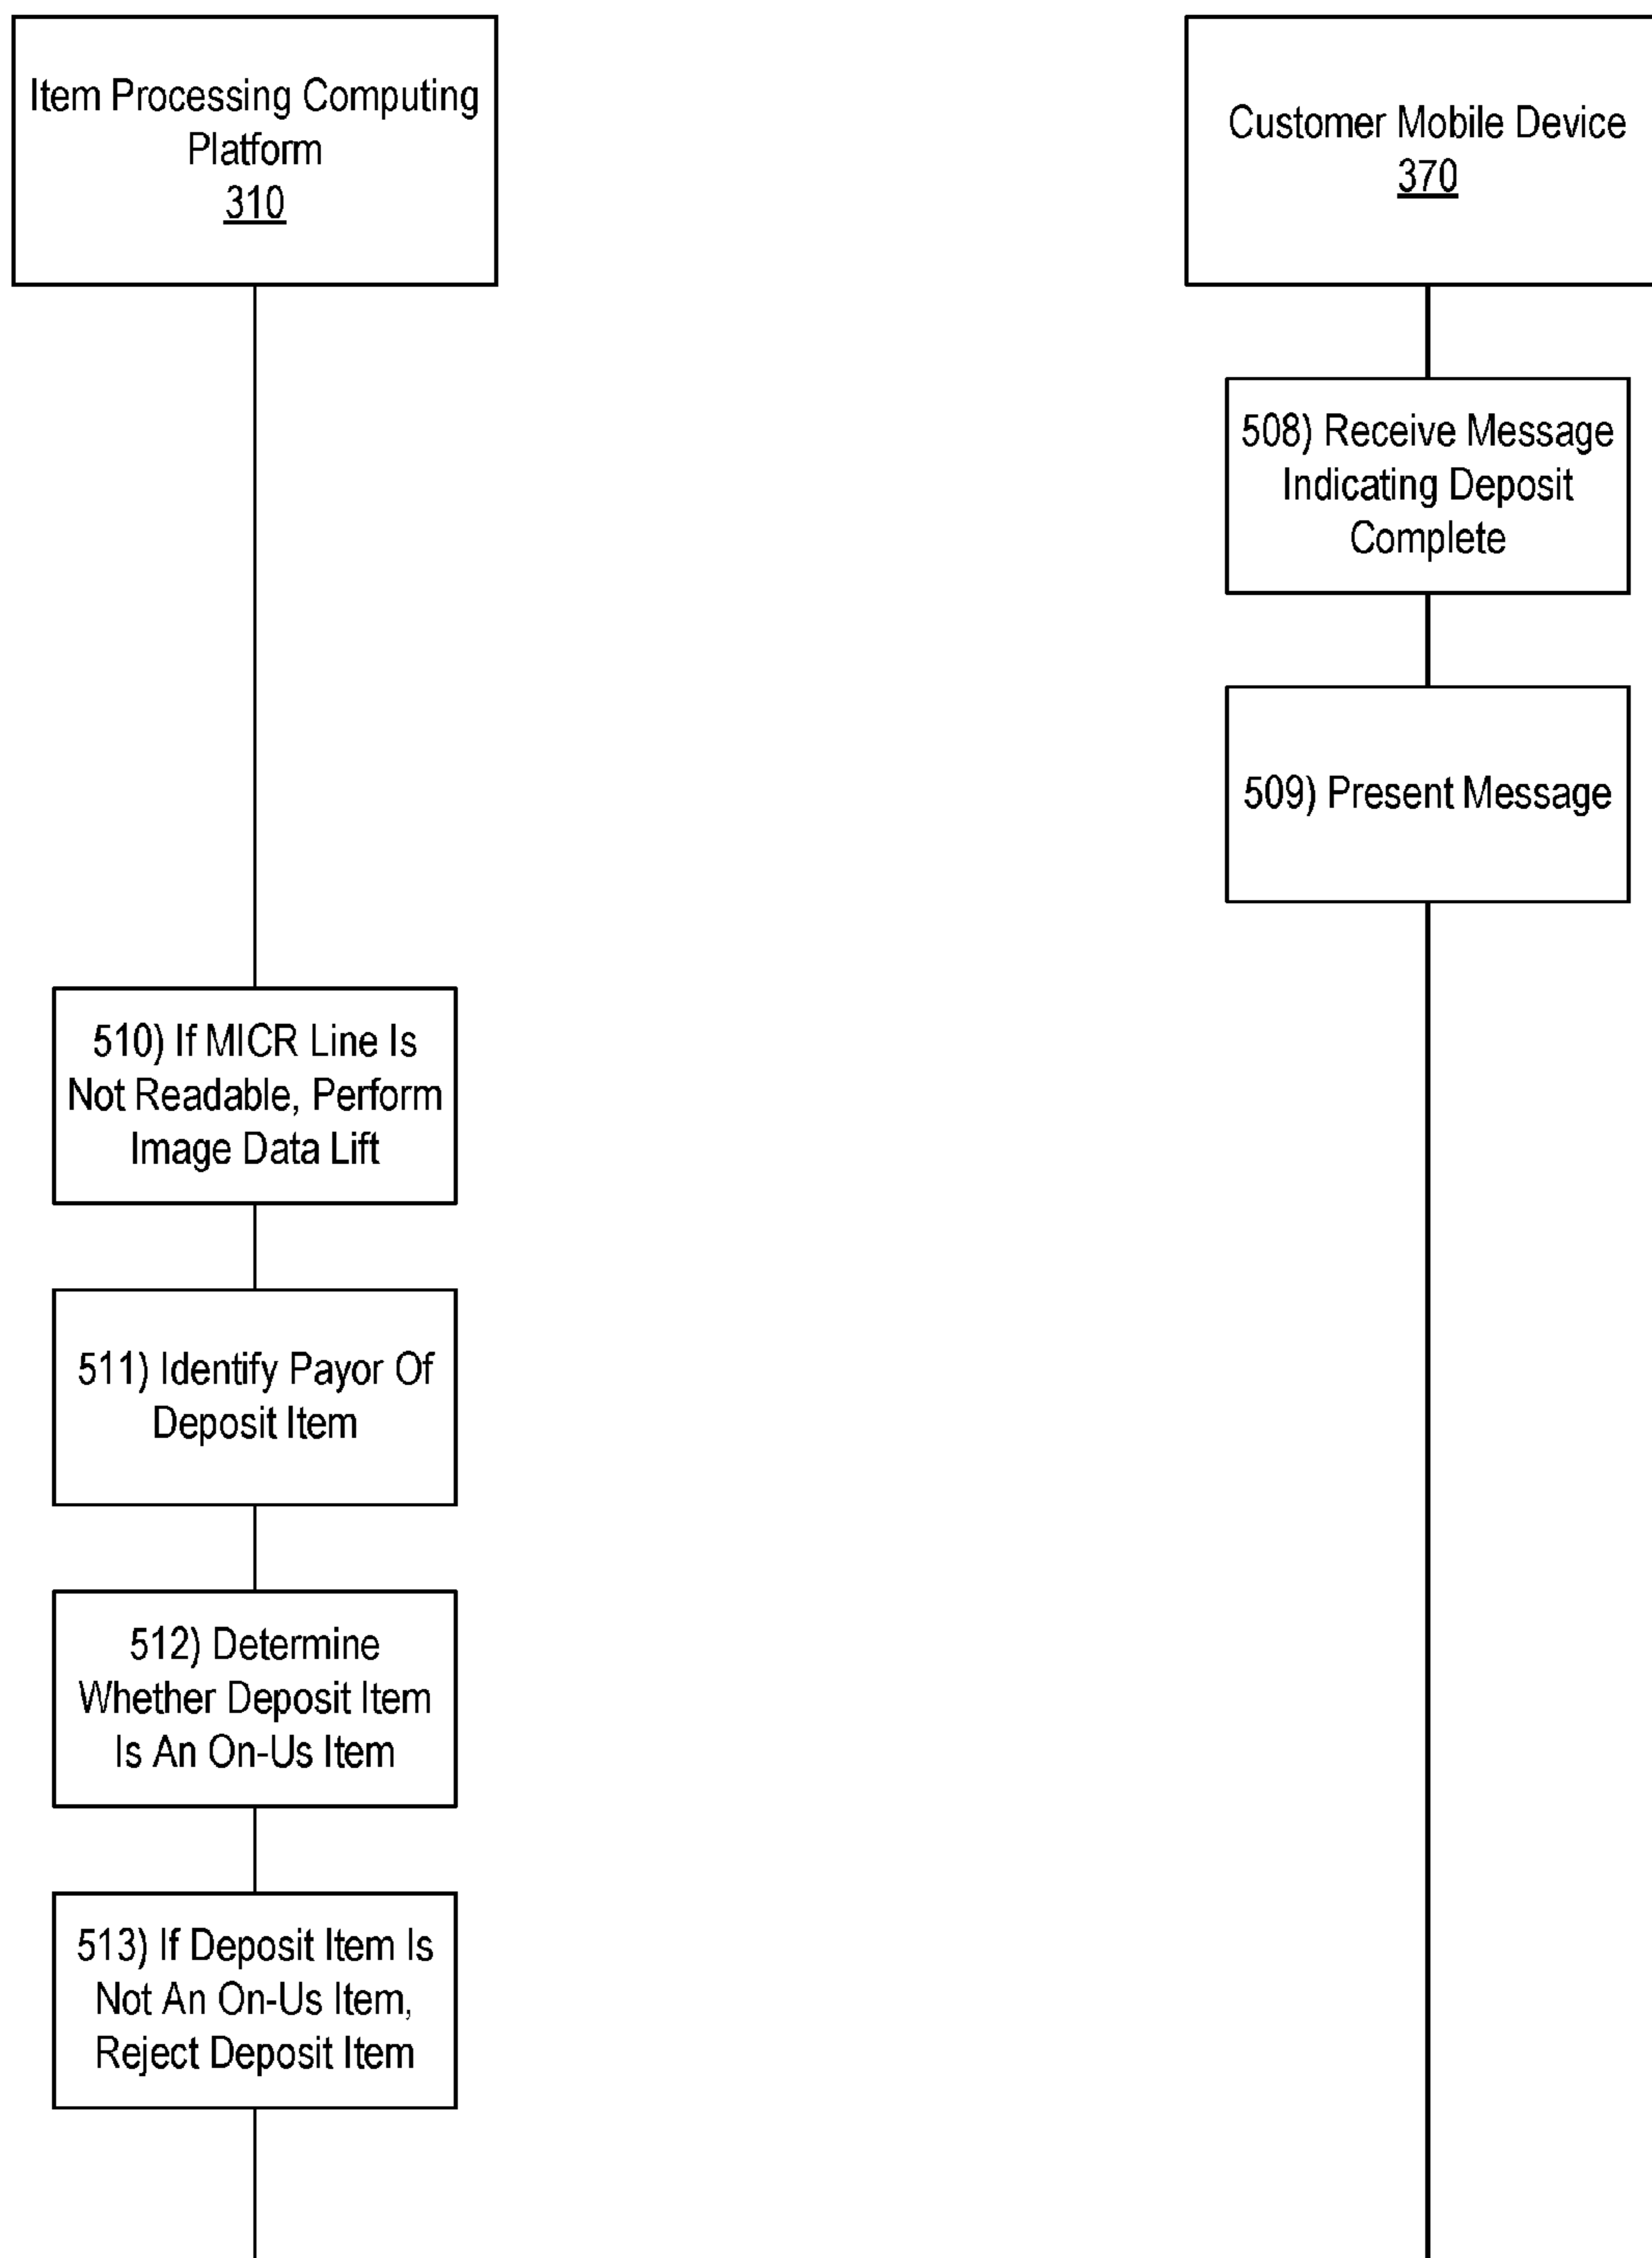 Item Processing Computing
Platform
310
Customer Mobile Device
370
508) Receive Message
Indicating Deposit
Complete
509) Present Message
510) If MICR Line Is
Not Readable, Perform
Image Data Lift
511) Identify Payor Of
Deposit Item
512) Determine
Whether Deposit Item
Is An On-Us Item
513) If Deposit Item Is
Not An On-Us Item,
Reject Deposit Item